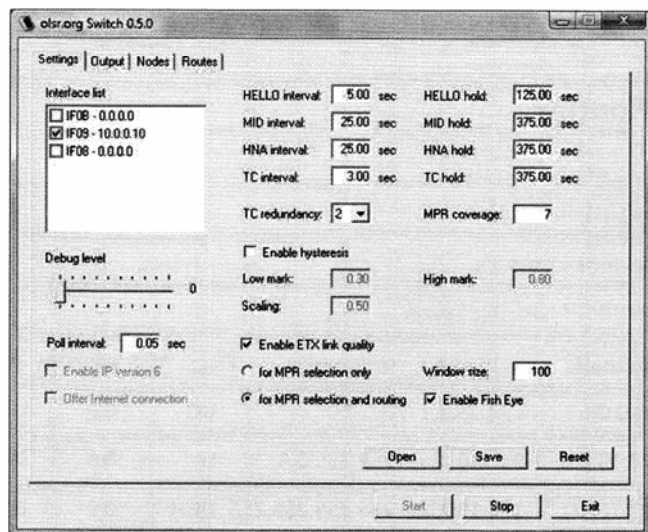 olsr.org Switch 0.5.0
Settings Output Nodes Routes
Interface list
IF0B - 0.0.0.0
IF09 - 10.0.0.10
IF08 - 0.0.0.0
Debug level
0
Poll interval: 0.05 sec
Enable IP version 6
Offer Internet connection
HELLO interval: 5.00 sec HELLO hold: 125.00 sec
MID interval: 25.00 sec MID hold: 375.00 sec
HNA interval: 25.00 sec HNA hold: 375.00 sec
TC interval: 3.00 sec TC hold: 375.00 sec
TC redundancy: 2 MPR coverage: 7
Enable hysteresis
Low mark: 0.30 High mark: 0.80
Scaling: 0.50
Enable ETX link quality
for MPR selection only Window size: 100
for MPR selection and routing Enable Fish Eye
Open Save Reset
Start Stop Exit